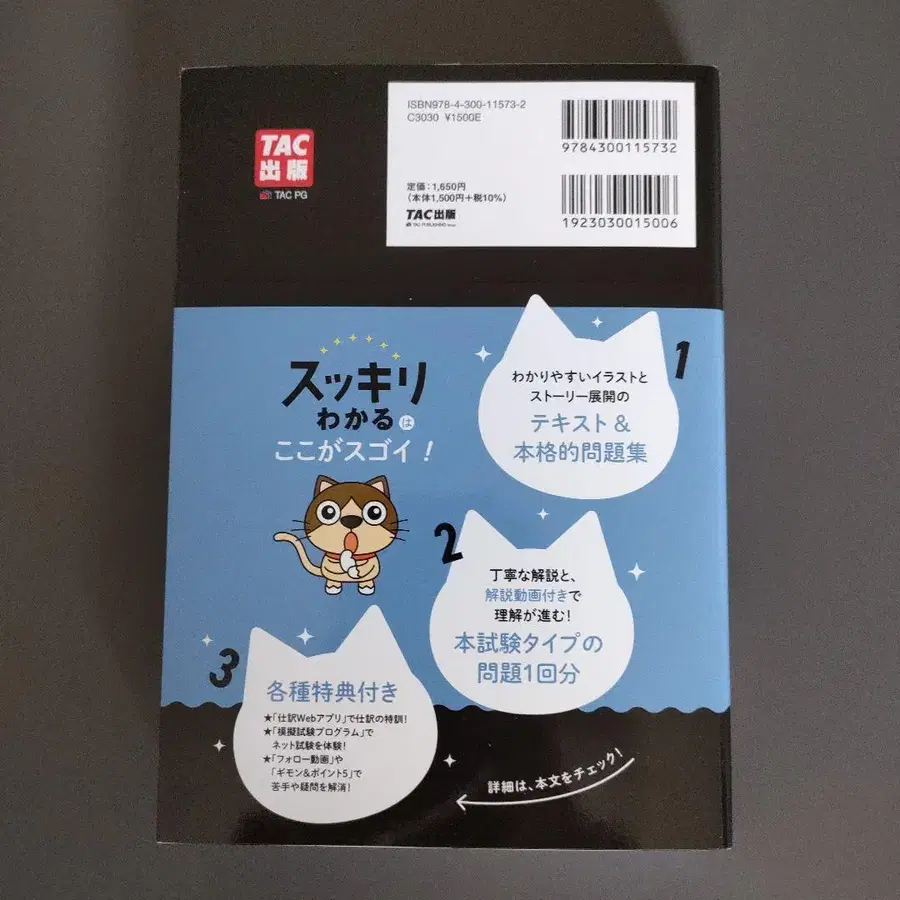 ISBN978-4-300-11573-2
C3030 ¥1500E
9784300115732
定価：1,650円
（本体1,500円＋税10％）
TAC出版
1923030015006
TAC
出版
TAC PG
スッキリ
わかるは
ここがスゴイ！
1
わかりやすいイラストと
ストーリー展開の
テキスト＆
本格的問題集
2
丁寧な解説と、
解説動画付きで
理解が進む！
本試験タイプの
問題1回分
3
各種特典付き
★「仕訳Webアプリ」で仕訳の特訓！
★「模擬試験プログラム」で
ネット試験を体験！
★「フォロー動画」や
「ギモン&ポイント5」で
苦手や疑問を解消！
詳細は、本文をチェック！